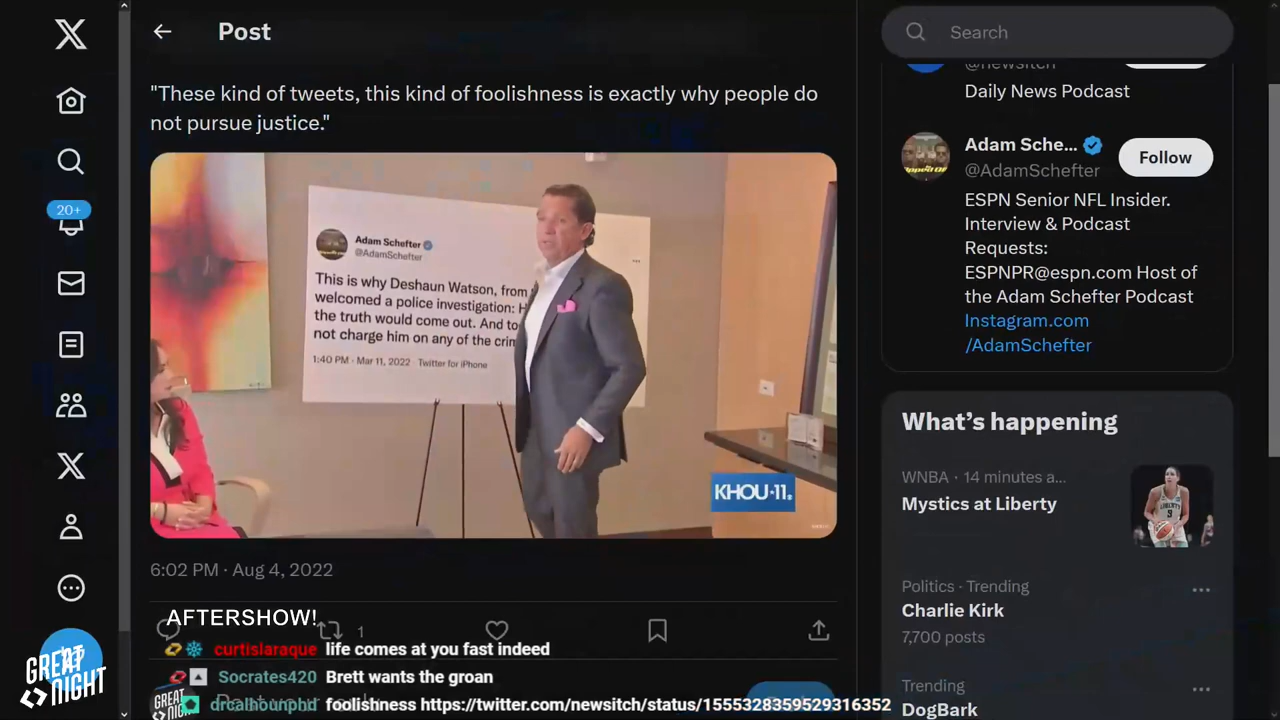 Post
Search
"These kind of tweets, this kind of foolishness is exactly why people do
not pursue justice."
Adam Schefter
@AdamSchefter
This is why Deshaun Watson, from
welcomed a police investigation: H
the truth would come out. And to
not charge him on any of the crim
1:40 PM · Mar 11, 2022 · Twitter for iPhone
KHOU·11.
6:02 PM · Aug 4, 2022
1
20+
@newsitch
Daily News Podcast
Adam Sche...
@AdamSchefter
Follow
ESPN Senior NFL Insider.
Interview & Podcast
Requests:
ESPNPR@espn.com Host of
the Adam Schefter Podcast
Instagram.com
/AdamSchefter
What's happening
WNBA · 14 minutes a...
Mystics at Liberty
Politics · Trending
Charlie Kirk
7,700 posts
Trending
DogBark
AFTERSHOW!
curtislaraque life comes at you fast indeed
Socrates420 Brett wants the groan
drealhounphd foolishness https://twitter.com/newsitch/status/1555328359529316352
GREAT
NIGHT
GREAT
NIGHT